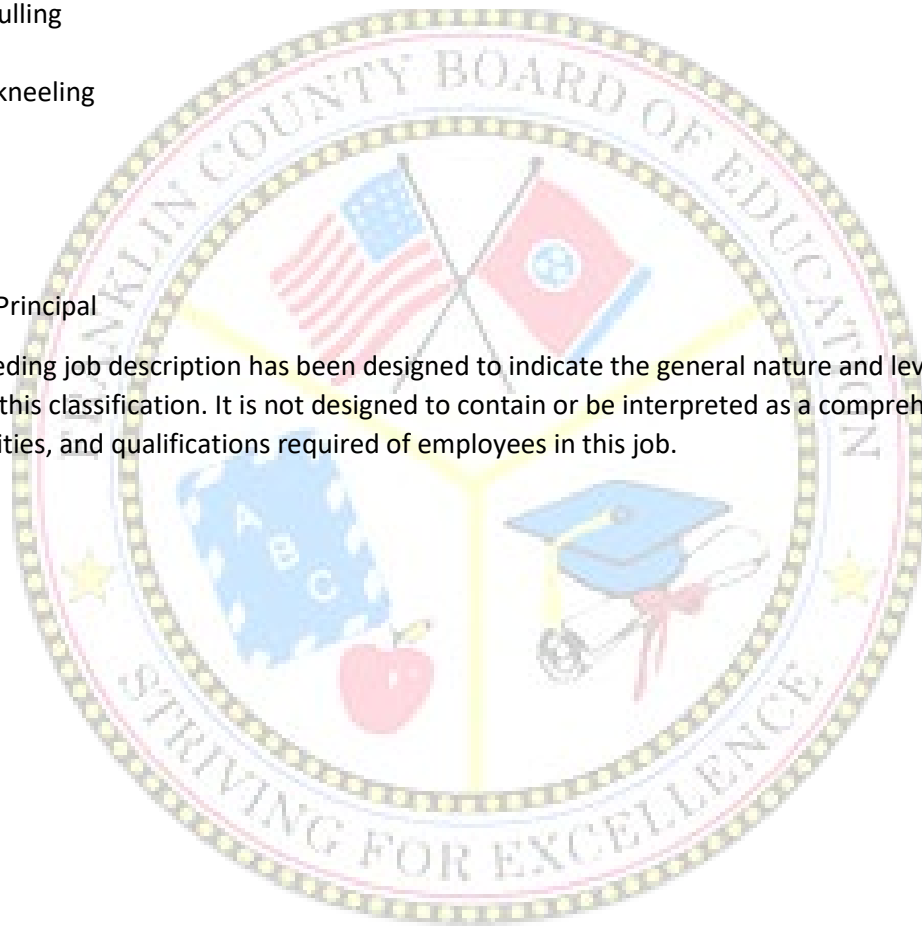 ulling
kneeling
Principal
eding job description has been designed to indicate the general nature and lev
this classification. It is not designed to contain or be interpreted as a compreh
ities, and qualifications required of employees in this job.
FRANKLIN COUNTY BOARD OF EDUCATION
A
B
C
STRIVING FOR EXCELLENCE